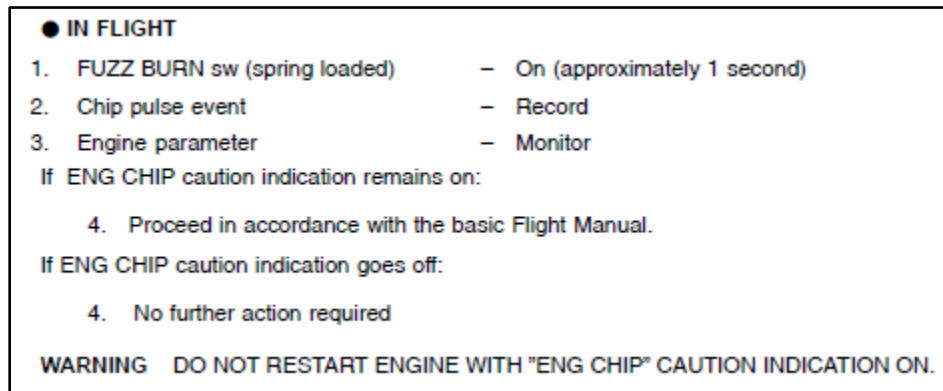 ● IN FLIGHT
1. FUZZ BURN sw (spring loaded) – On (approximately 1 second)
2. Chip pulse event – Record
3. Engine parameter – Monitor
If ENG CHIP caution indication remains on:
4. Proceed in accordance with the basic Flight Manual.
If ENG CHIP caution indication goes off:
4. No further action required
WARNING DO NOT RESTART ENGINE WITH "ENG CHIP" CAUTION INDICATION ON.